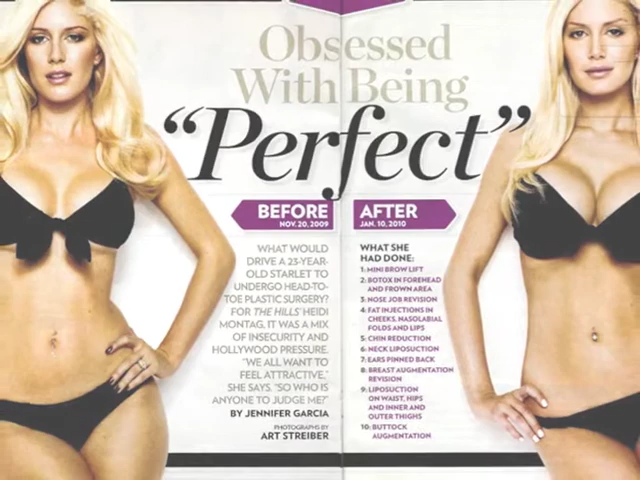 Obsessed
With Being
“Perfect”
BEFORE
NOV. 20, 2009
AFTER
JAN. 10, 2010
WHAT WOULD
DRIVE A 23-YEAR-
OLD STARLET TO
UNDERGO HEAD-TO-
TOE PLASTIC SURGERY?
FOR THE HILLS' HEIDI
MONTAG, IT WAS A MIX
OF INSECURITY AND
HOLLYWOOD PRESSURE.
“WE ALL WANT TO
FEEL ATTRACTIVE,”
SHE SAYS. “SO WHO IS
ANYONE TO JUDGE ME?”
BY JENNIFER GARCIA
PHOTOGRAPHS BY
ART STREIBER
WHAT SHE
HAD DONE:
1: MINI BROW LIFT
2: BOTOX IN FOREHEAD
AND FROWN AREA
3: NOSE JOB REVISION
4: FAT INJECTIONS IN
CHEEKS, NASOLABIAL
FOLDS AND LIPS
5: CHIN REDUCTION
6: NECK LIPOSUCTION
7: EARS PINNED BACK
8: BREAST AUGMENTATION
REVISION
9: LIPOSUCTION
ON WAIST, HIPS
AND INNER AND
OUTER THIGHS
10: BUTTOCK
AUGMENTATION